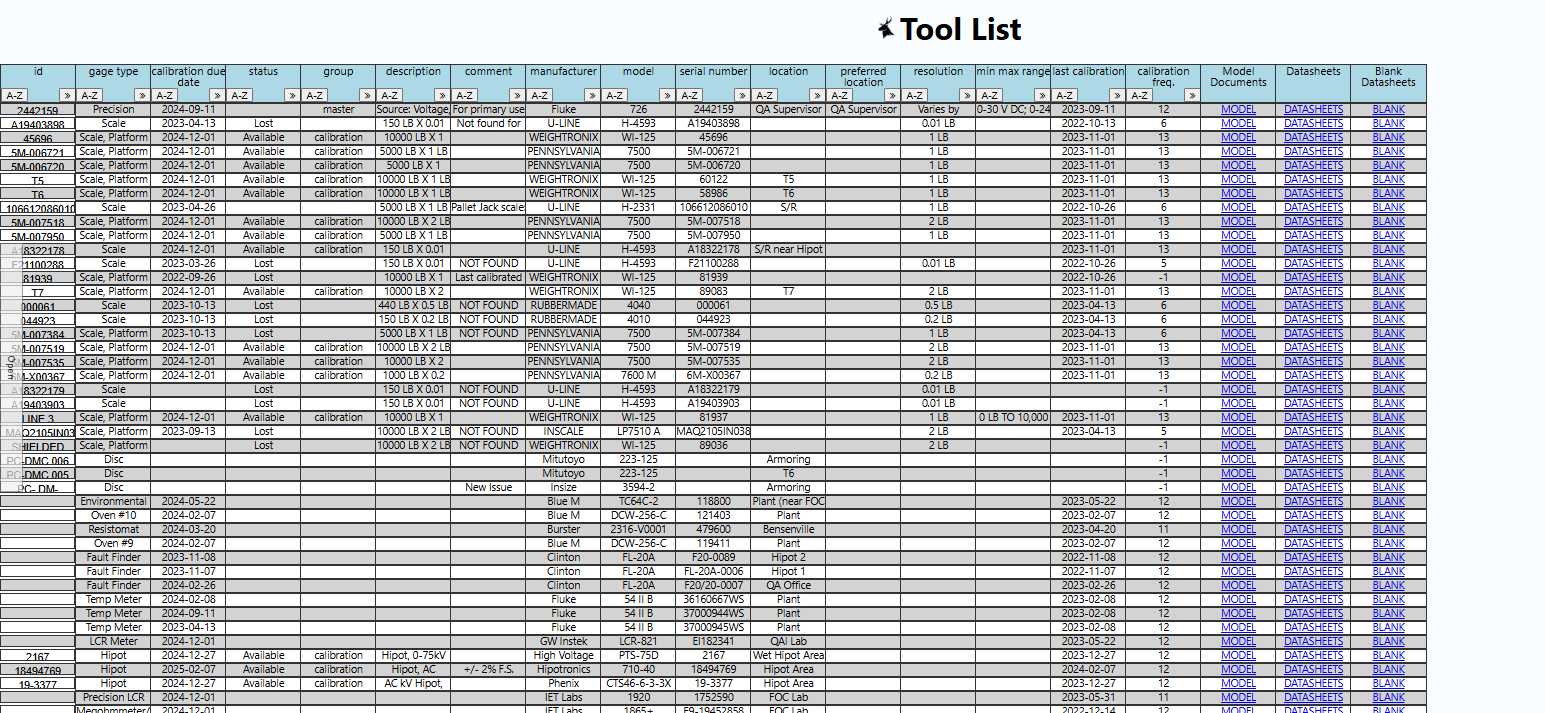 Tool List
id gage type calibration due date status group description comment manufacturer model serial number location preferred location resolution min max range last calibration calibration freq. Model Documents Datasheets Blank Datasheets
A-Z » A-Z » A-Z » A-Z » A-Z » A-Z » A-Z » A-Z » A-Z » A-Z » A-Z » A-Z » A-Z » A-Z » A-Z » A-Z »
2442159 Precision 2024-09-11 master Source: Voltage, For primary use Fluke 726 2442159 QA Supervisor QA Supervisor Varies by 0-30 V DC; 0-24 2023-09-11 12 MODEL DATASHEETS BLANK
A19403898 Scale 2023-04-13 Lost 150 LB X 0.01 Not found for U-LINE H-4593 A19403898 0.01 LB 2022-10-13 6 MODEL DATASHEETS BLANK
45696 Scale, Platform 2024-12-01 Available calibration 10000 LB X 1 WEIGHTRONIX WI-125 45696 1 LB 2023-11-01 13 MODEL DATASHEETS BLANK
5M-006721 Scale, Platform 2024-12-01 Available calibration 5000 LB X 1 LB PENNSYLVANIA 7500 5M-006721 1 LB 2023-11-01 13 MODEL DATASHEETS BLANK
5M-006720 Scale, Platform 2024-12-01 Available calibration 5000 LB X 1 PENNSYLVANIA 7500 5M-006720 1 LB 2023-11-01 13 MODEL DATASHEETS BLANK
T5 Scale, Platform 2024-12-01 Available calibration 10000 LB X 1 LB WEIGHTRONIX WI-125 60122 T5 1 LB 2023-11-01 13 MODEL DATASHEETS BLANK
T6 Scale, Platform 2024-12-01 Available calibration 10000 LB X 1 LB WEIGHTRONIX WI-125 58986 T6 1 LB 2023-11-01 13 MODEL DATASHEETS BLANK
106612086010 Scale 2023-04-26 5000 LB X 1 LB Pallet Jack scale U-LINE H-2331 106612086010 S/R 1 LB 2022-10-26 6 MODEL DATASHEETS BLANK
5M-007518 Scale, Platform 2024-12-01 Available calibration 10000 LB X 2 LB PENNSYLVANIA 7500 5M-007518 2 LB 2023-11-01 13 MODEL DATASHEETS BLANK
5M-007950 Scale, Platform 2024-12-01 Available calibration 5000 LB X 1 LB PENNSYLVANIA 7500 5M-007950 1 LB 2023-11-01 13 MODEL DATASHEETS BLANK
A18322178 Scale 2024-12-01 Available calibration 150 LB X 0.01 U-LINE H-4593 A18322178 S/R near Hipot 2023-11-01 13 MODEL DATASHEETS BLANK
F21100288 Scale 2023-03-26 Lost 150 LB X 0.01 NOT FOUND U-LINE H-4593 F21100288 0.01 LB 2022-10-26 5 MODEL DATASHEETS BLANK
81939 Scale, Platform 2022-09-26 Lost 10000 LB X 1 Last calibrated WEIGHTRONIX WI-125 81939 2022-10-26 -1 MODEL DATASHEETS BLANK
T7 Scale, Platform 2024-12-01 Available calibration 10000 LB X 2 WEIGHTRONIX WI-125 89083 T7 2 LB 2023-11-01 13 MODEL DATASHEETS BLANK
000061 Scale 2023-10-13 Lost 440 LB X 0.5 LB NOT FOUND RUBBERMADE 4040 000061 0.5 LB 2023-04-13 6 MODEL DATASHEETS BLANK
044923 Scale 2023-10-13 Lost 150 LB X 0.2 LB NOT FOUND RUBBERMADE 4010 044923 0.2 LB 2023-04-13 6 MODEL DATASHEETS BLANK
5M-007384 Scale, Platform 2023-10-13 Lost 5000 LB X 1 LB NOT FOUND PENNSYLVANIA 7500 5M-007384 1 LB 2023-04-13 6 MODEL DATASHEETS BLANK
5M-007519 Scale, Platform 2024-12-01 Available calibration 10000 LB X 2 LB PENNSYLVANIA 7500 5M-007519 2 LB 2023-11-01 13 MODEL DATASHEETS BLANK
Open
5M-007535 Scale, Platform 2024-12-01 Available calibration 10000 LB X 2 PENNSYLVANIA 7500 5M-007535 2 LB 2023-11-01 13 MODEL DATASHEETS BLANK
6M-X00367 Scale, Platform 2024-12-01 Available calibration 1000 LB X 0.2 PENNSYLVANIA 7600 M 6M-X00367 0.2 LB 2023-11-01 13 MODEL DATASHEETS BLANK
A18322179 Scale Lost 150 LB X 0.01 NOT FOUND U-LINE H-4593 A18322179 0.01 LB -1 MODEL DATASHEETS BLANK
A19403903 Scale Lost 150 LB X 0.01 NOT FOUND U-LINE H-4593 A19403903 0.01 LB -1 MODEL DATASHEETS BLANK
LINE 3 Scale, Platform 2024-12-01 Available calibration 10000 LB X 1 WEIGHTRONIX WI-125 81937 1 LB 0 LB TO 10,000 2023-11-01 13 MODEL DATASHEETS BLANK
MAQ2105IN03 Scale, Platform 2023-09-13 Lost 10000 LB X 2 LB NOT FOUND INSCALE LP7510 A MAQ2105IN038 2 LB 2023-04-13 5 MODEL DATASHEETS BLANK
SHIELDED Scale, Platform Lost 10000 LB X 2 LB NOT FOUND WEIGHTRONIX WI-125 89036 2 LB -1 MODEL DATASHEETS BLANK
PC-DMC 006 Disc Mitutoyo 223-125 Armoring -1 MODEL DATASHEETS BLANK
PC-DMC 005 Disc Mitutoyo 223-125 T6 -1 MODEL DATASHEETS BLANK
PC- DM- Disc New Issue Insize 3594-2 Armoring -1 MODEL DATASHEETS BLANK
Environmental 2024-05-22 Blue M TC64C-2 118800 Plant (near FOC 2023-05-22 12 MODEL DATASHEETS BLANK
Oven #10 2024-02-07 Blue M DCW-256-C 121403 Plant 2023-02-07 12 MODEL DATASHEETS BLANK
Resistomat 2024-03-20 Burster 2316-V0001 479600 Bensenville 2023-04-20 11 MODEL DATASHEETS BLANK
Oven #9 2024-02-07 Blue M DCW-256-C 119411 Plant 2023-02-07 12 MODEL DATASHEETS BLANK
Fault Finder 2023-11-08 Clinton FL-20A F20-0089 Hipot 2 2022-11-08 12 MODEL DATASHEETS BLANK
Fault Finder 2023-11-07 Clinton FL-20A FL-20A-0006 Hipot 1 2022-11-07 12 MODEL DATASHEETS BLANK
Fault Finder 2024-02-26 Clinton FL-20A F20/20-0007 QA Office 2023-02-26 12 MODEL DATASHEETS BLANK
Temp Meter 2024-02-08 Fluke 54 II B 36160667WS Plant 2023-02-08 12 MODEL DATASHEETS BLANK
Temp Meter 2024-09-11 Fluke 54 II B 37000944WS Plant 2023-02-08 12 MODEL DATASHEETS BLANK
Temp Meter 2023-04-13 Fluke 54 II B 37000945WS Plant 2023-02-08 12 MODEL DATASHEETS BLANK
LCR Meter 2024-12-01 GW Instek LCR-821 EI182341 QAI Lab 2023-05-22 12 MODEL DATASHEETS BLANK
2167 Hipot 2024-12-27 Available calibration Hipot, 0-75kV High Voltage PTS-75D 2167 Wet Hipot Area 2023-12-27 12 MODEL DATASHEETS BLANK
18494769 Hipot 2025-02-07 Available calibration Hipot, AC +/- 2% F.S. Hipotronics 710-40 18494769 Hipot Area 2024-02-07 12 MODEL DATASHEETS BLANK
19-3377 Hipot 2024-12-27 Available calibration AC kV Hipot, Phenix CTS46-6-3-3X 19-3377 Hipot Area 2023-12-27 12 MODEL DATASHEETS BLANK
Precision LCR 2024-12-01 IET Labs 1920 1752590 FOC Lab 2023-05-31 11 MODEL DATASHEETS BLANK
Megohmmeter/ 2024-12-01 IET Labs 1865+ F9-19452858 FOC Lab 2022-12-14 12 MODEL DATASHEETS BLANK